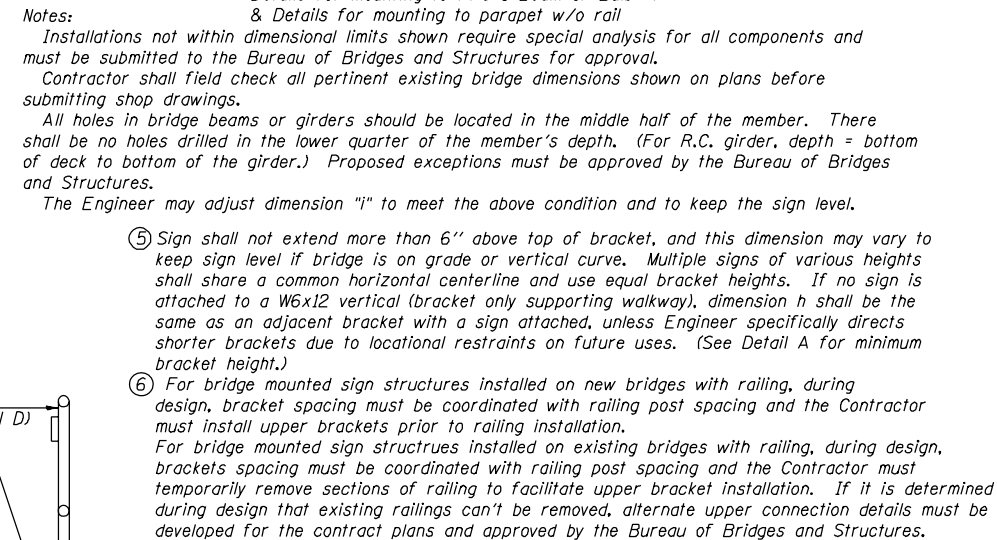 Notes:
& Details for mounting to parapet w/o rail
Installations not within dimensional limits shown require special analysis for all components and
must be submitted to the Bureau of Bridges and Structures for approval.
Contractor shall field check all pertinent existing bridge dimensions shown on plans before
submitting shop drawings.
All holes in bridge beams or girders should be located in the middle half of the member. There
shall be no holes drilled in the lower quarter of the member's depth. (For R.C. girder, depth = bottom
of deck to bottom of the girder.) Proposed exceptions must be approved by the Bureau of Bridges
and Structures.
The Engineer may adjust dimension "i" to meet the above condition and to keep the sign level.
5 Sign shall not extend more than 6'' above top of bracket, and this dimension may vary to
keep sign level if bridge is on grade or vertical curve. Multiple signs of various heights
shall share a common horizontal centerline and use equal bracket heights. If no sign is
attached to a W6x12 vertical (bracket only supporting walkway), dimension h shall be the
same as an adjacent bracket with a sign attached, unless Engineer specifically directs
shorter brackets due to locational restraints on future uses. (See Detail A for minimum
bracket height.)
6 For bridge mounted sign structures installed on new bridges with railing, during
design, bracket spacing must be coordinated with railing post spacing and the Contractor
must install upper brackets prior to railing installation.
For bridge mounted sign structrues installed on existing bridges with railing, during design,
brackets spacing must be coordinated with railing post spacing and the Contractor must
temporarily remove sections of railing to facilitate upper bracket installation. If it is determined
during design that existing railings can't be removed, alternate upper connection details must be
developed for the contract plans and approved by the Bureau of Bridges and Structures.
D)